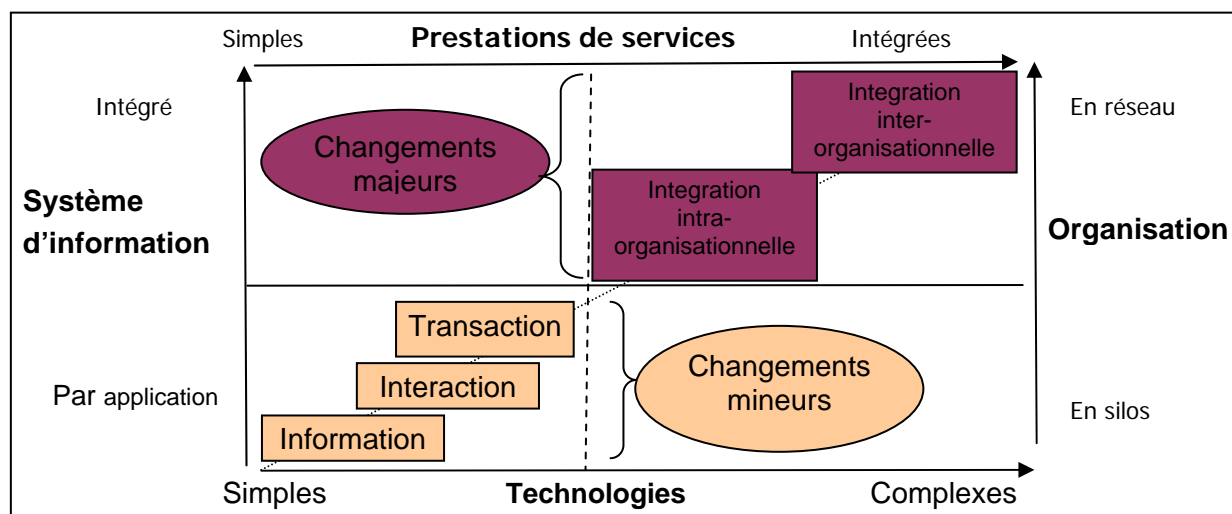 Simples
Prestations de services
Intégrées
Intégré
Changements
majeurs
Integration
inter-
organisationnelle
En réseau
Système
d’information
Integration
intra-
organisationnelle
Organisation
Transaction
Changements
mineurs
Par application
Interaction
En silos
Information
Simples
Technologies
Complexes